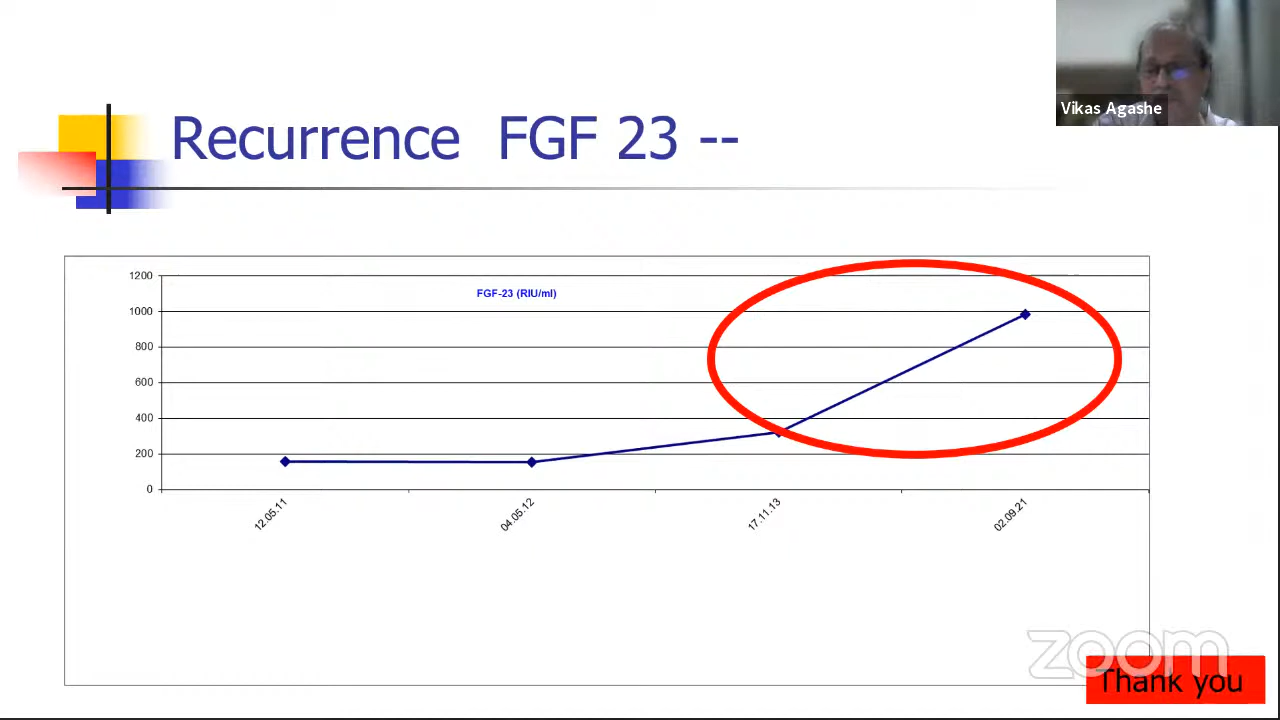 Vikas Agashe
Recurrence FGF 23 --
FGF-23 (RIU/ml)
1200
1000
800
600
400
200
0
12.05.11
04.05.12
17.11.13
02.09.21
zoom
Thank you